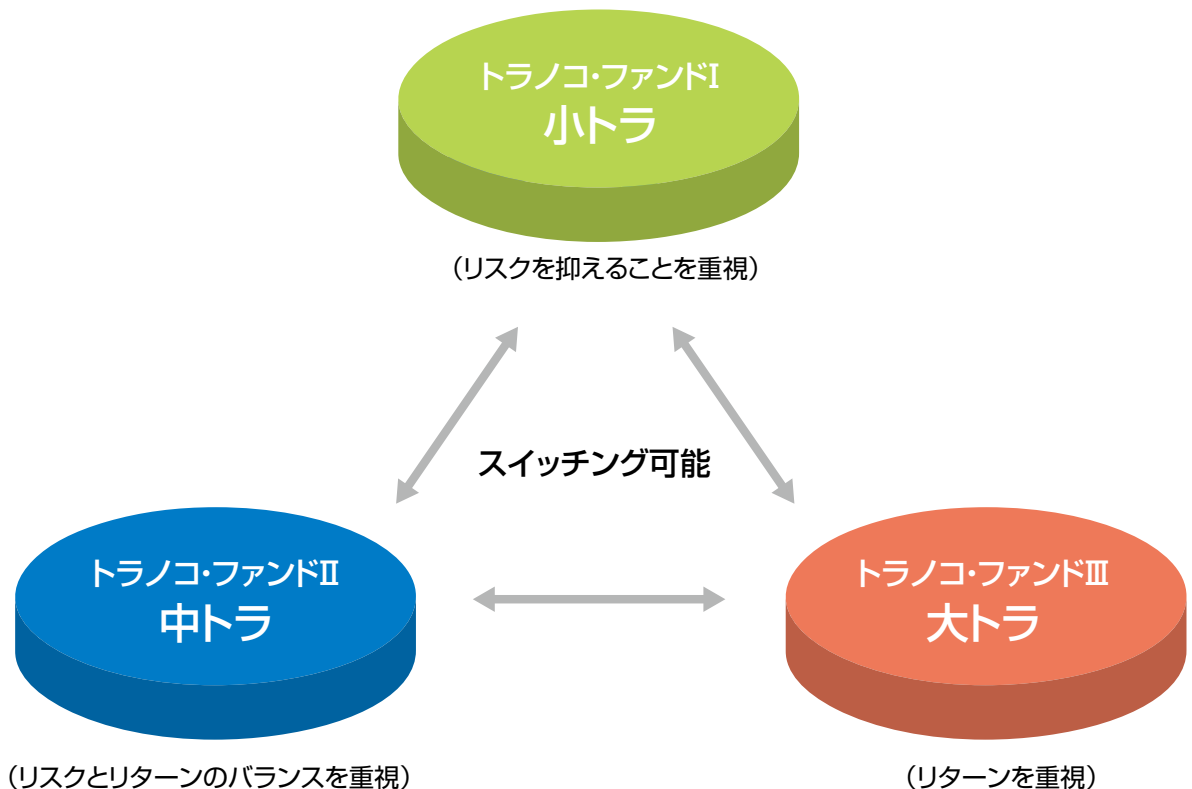 トラノコ・ファンドⅠ
小トラ
（リスクを抑えることを重視）
スイッチング可能
トラノコ・ファンドⅡ
中トラ
（リスクとリターンのバランスを重視）
トラノコ・ファンドⅢ
大トラ
（リターンを重視）